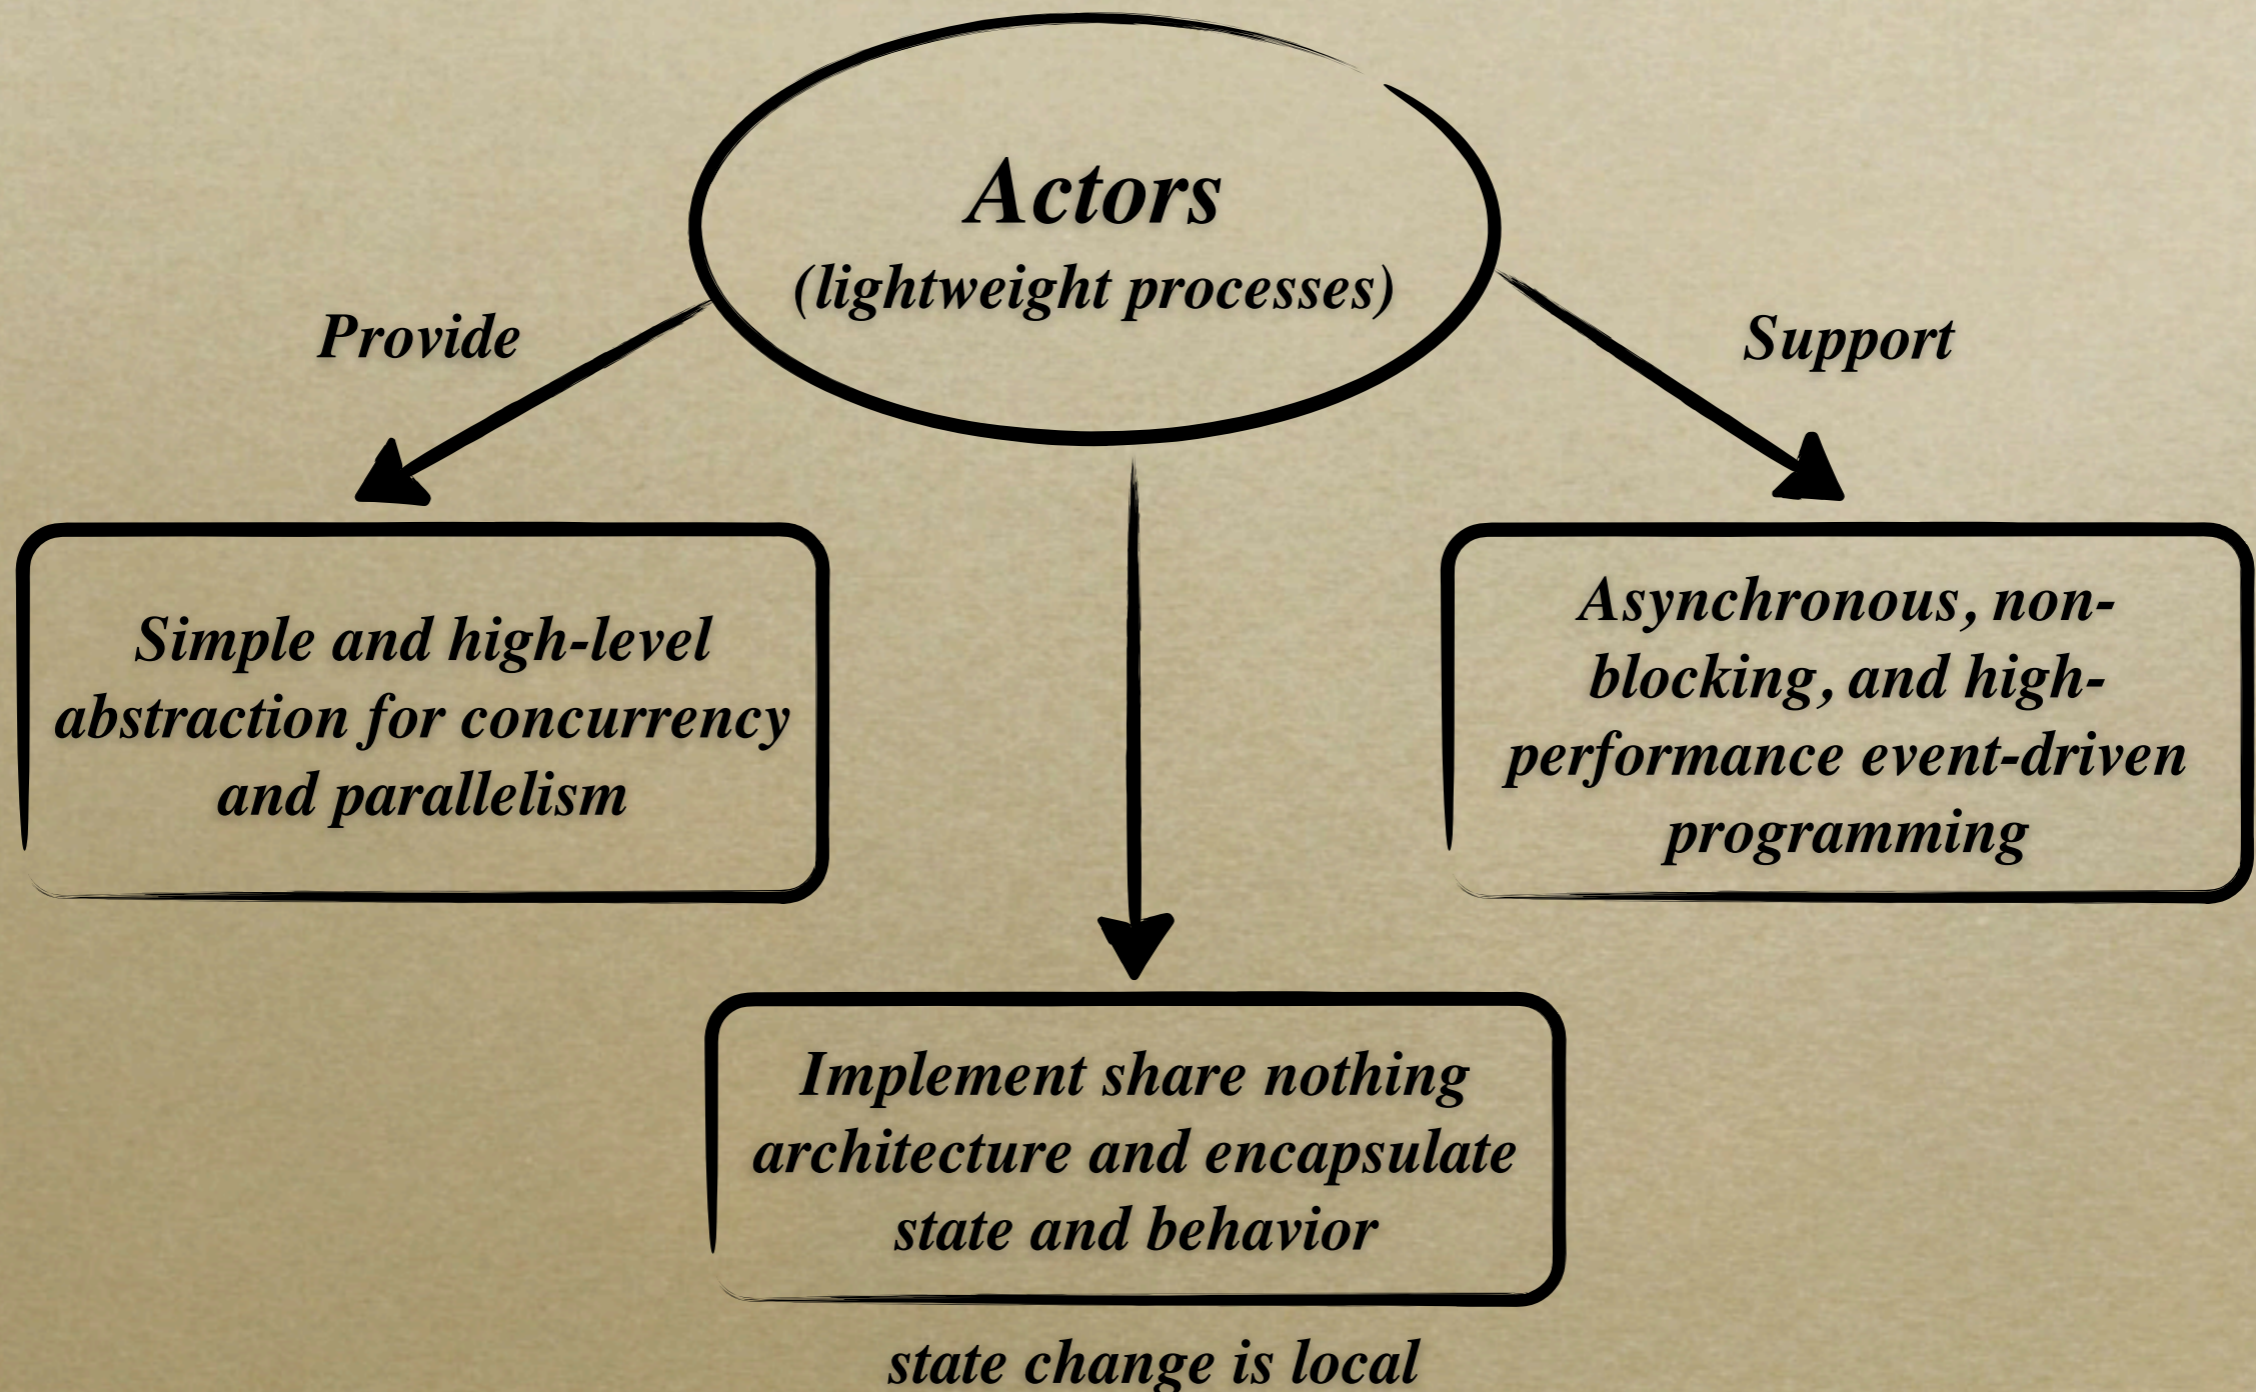 Actors
(lightweight processes)
Provide
Support
Simple and high-level
abstraction for concurrency
and parallelism
Asynchronous, non-
blocking, and high-
performance event-driven
programming
Implement share nothing
architecture and encapsulate
state and behavior
state change is local